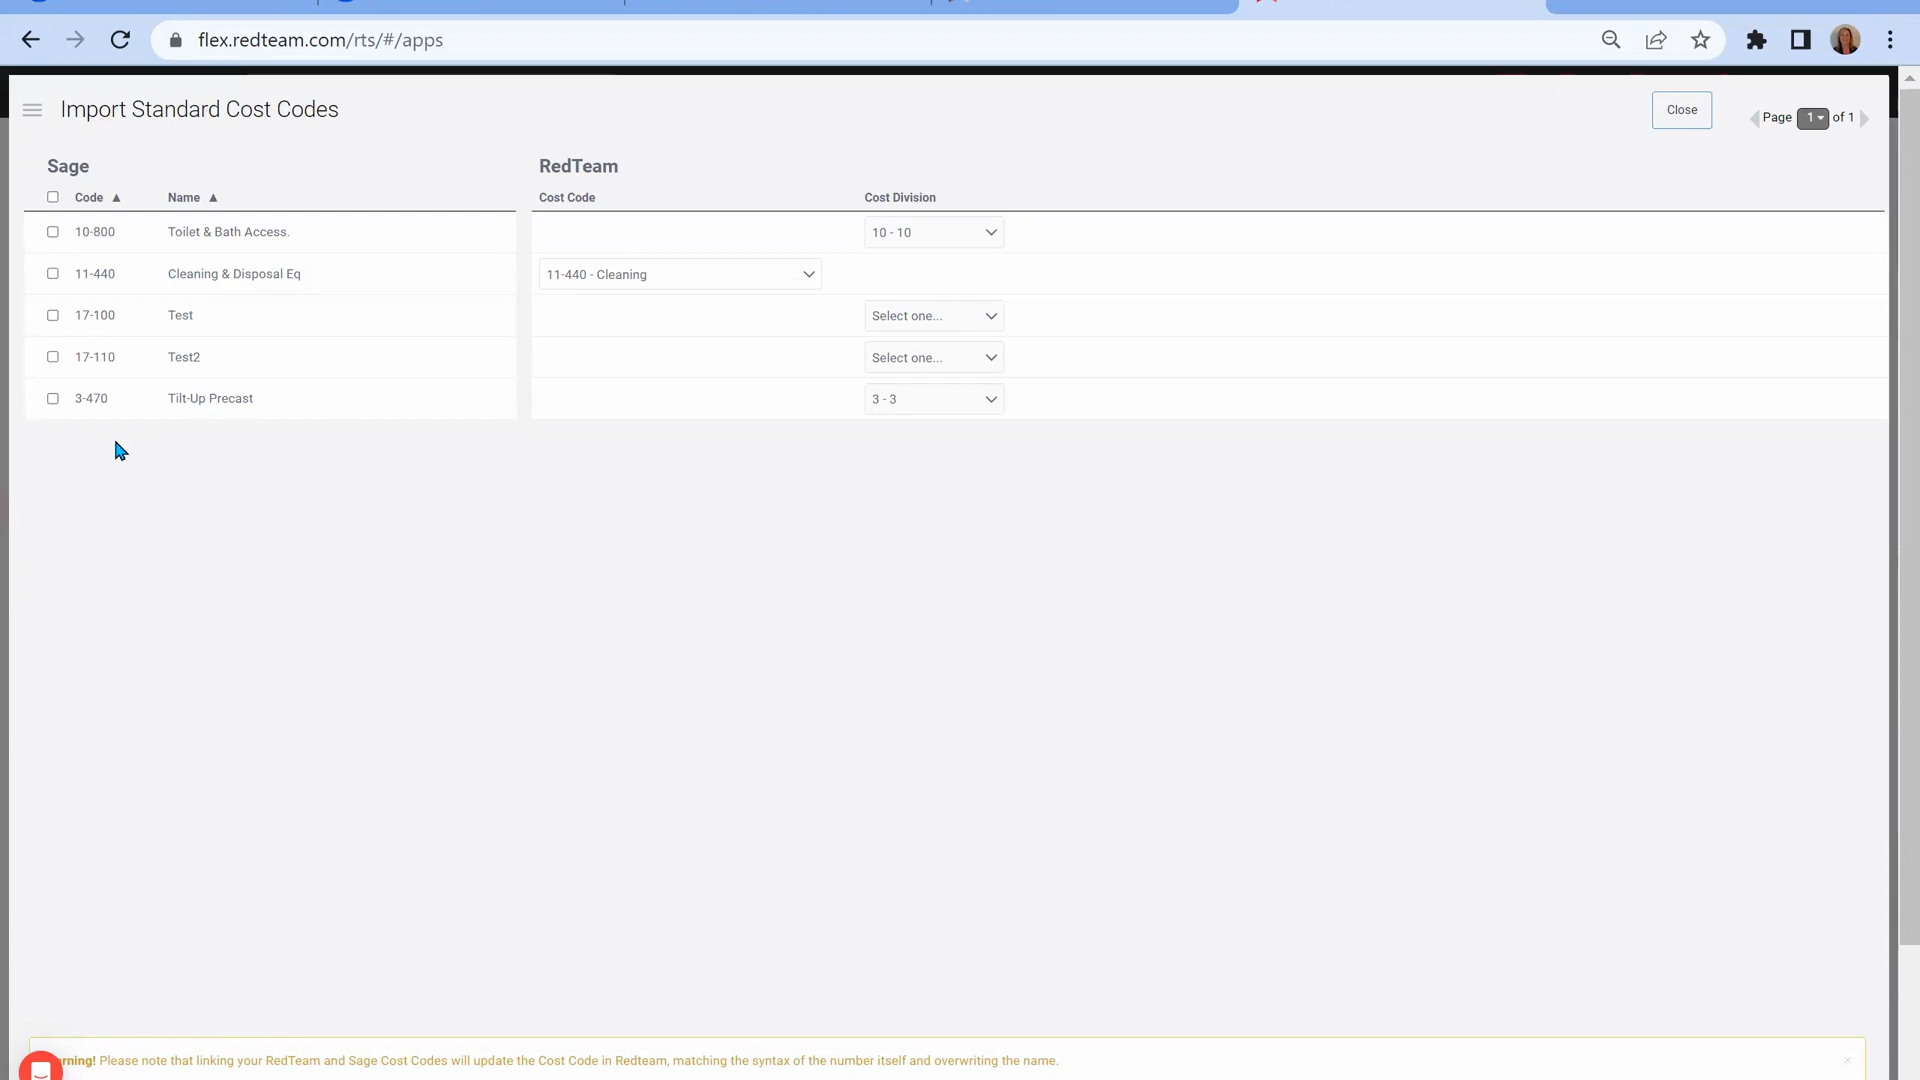 flex.redteam.com/rts/#/apps
Import Standard Cost Codes
Close
Page 1 of 1
Sage
RedTeam
Code ▲ Name ▲ Cost Code Cost Division
10-800 Toilet & Bath Access. 10 - 10
11-440 Cleaning & Disposal Eq 11-440 - Cleaning
17-100 Test Select one...
17-110 Test2 Select one...
3-470 Tilt-Up Precast 3 - 3
rning! Please note that linking your RedTeam and Sage Cost Codes will update the Cost Code in Redteam, matching the syntax of the number itself and overwriting the name. ×